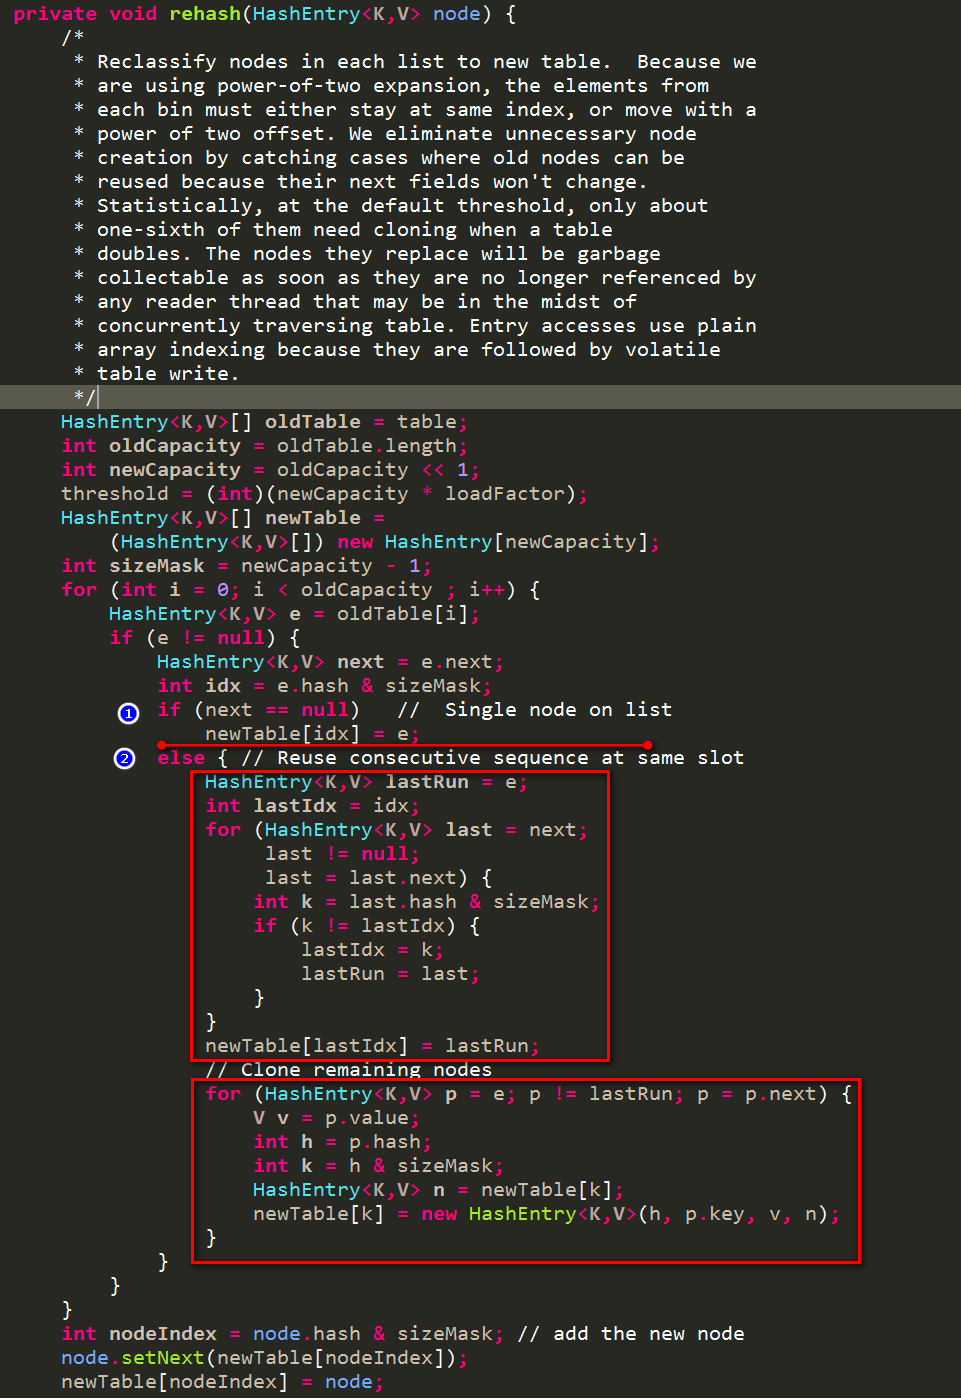 private void rehash(HashEntry<K,V> node) {
    /*
     * Reclassify nodes in each list to new table.  Because we
     * are using power-of-two expansion, the elements from
     * each bin must either stay at same index, or move with a
     * power of two offset. We eliminate unnecessary node
     * creation by catching cases where old nodes can be
     * reused because their next fields won't change.
     * Statistically, at the default threshold, only about
     * one-sixth of them need cloning when a table
     * doubles. The nodes they replace will be garbage
     * collectable as soon as they are no longer referenced by
     * any reader thread that may be in the midst of
     * concurrently traversing table. Entry accesses use plain
     * array indexing because they are followed by volatile
     * table write.
     */
    HashEntry<K,V>[] oldTable = table;
    int oldCapacity = oldTable.length;
    int newCapacity = oldCapacity << 1;
    threshold = (int)(newCapacity * loadFactor);
    HashEntry<K,V>[] newTable =
        (HashEntry<K,V>[]) new HashEntry[newCapacity];
    int sizeMask = newCapacity - 1;
    for (int i = 0; i < oldCapacity ; i++) {
        HashEntry<K,V> e = oldTable[i];
        if (e != null) {
            HashEntry<K,V> next = e.next;
            int idx = e.hash & sizeMask;
         1  if (next == null)   //  Single node on list
                newTable[idx] = e;
         2  else { // Reuse consecutive sequence at same slot
                HashEntry<K,V> lastRun = e;
                int lastIdx = idx;
                for (HashEntry<K,V> last = next;
                     last != null;
                     last = last.next) {
                    int k = last.hash & sizeMask;
                    if (k != lastIdx) {
                        lastIdx = k;
                        lastRun = last;
                    }
                }
                newTable[lastIdx] = lastRun;
                // Clone remaining nodes
                for (HashEntry<K,V> p = e; p != lastRun; p = p.next) {
                    V v = p.value;
                    int h = p.hash;
                    int k = h & sizeMask;
                    HashEntry<K,V> n = newTable[k];
                    newTable[k] = new HashEntry<K,V>(h, p.key, v, n);
                }
            }
        }
    }
    int nodeIndex = node.hash & sizeMask; // add the new node
    node.setNext(newTable[nodeIndex]);
    newTable[nodeIndex] = node;